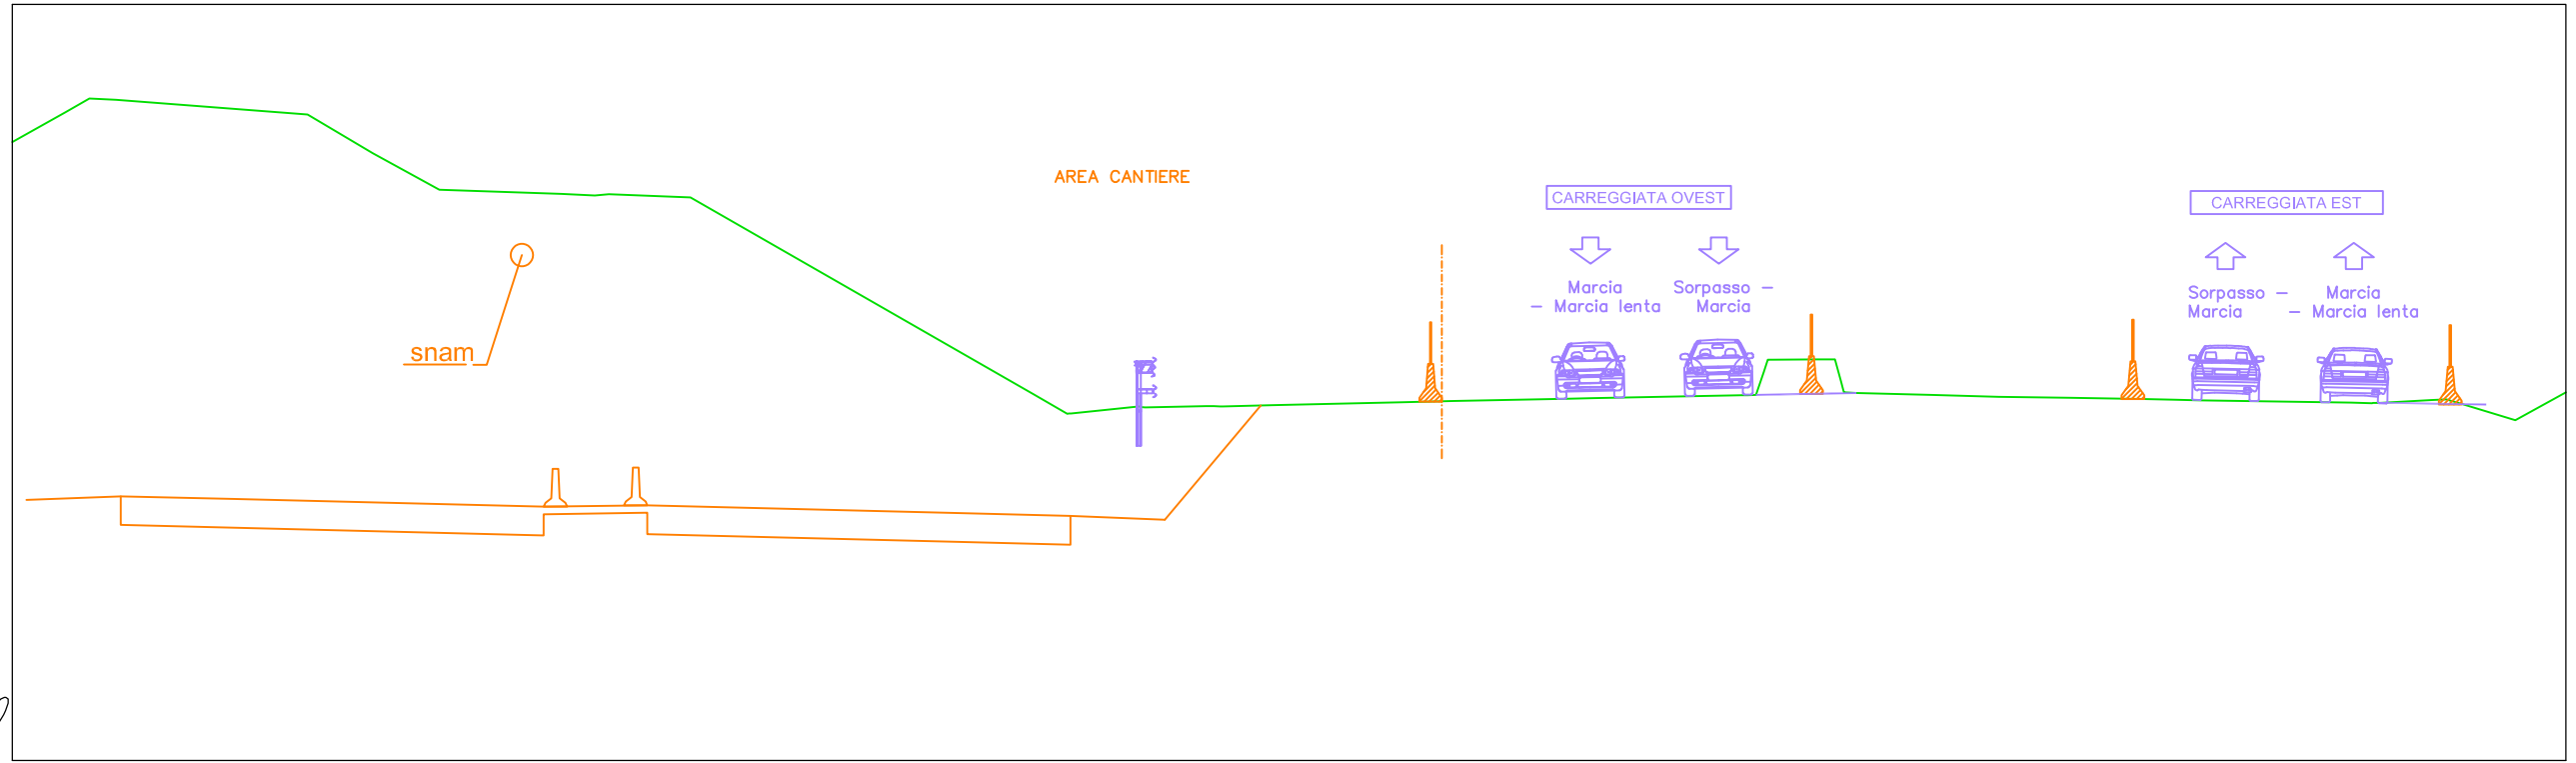 AREA CANTIERE
snam
CARREGGIATA OVEST
Marcia
- Marcia lenta
Sorpasso -
Marcia
CARREGGIATA EST
Sorpasso -
Marcia
Marcia
- Marcia lenta